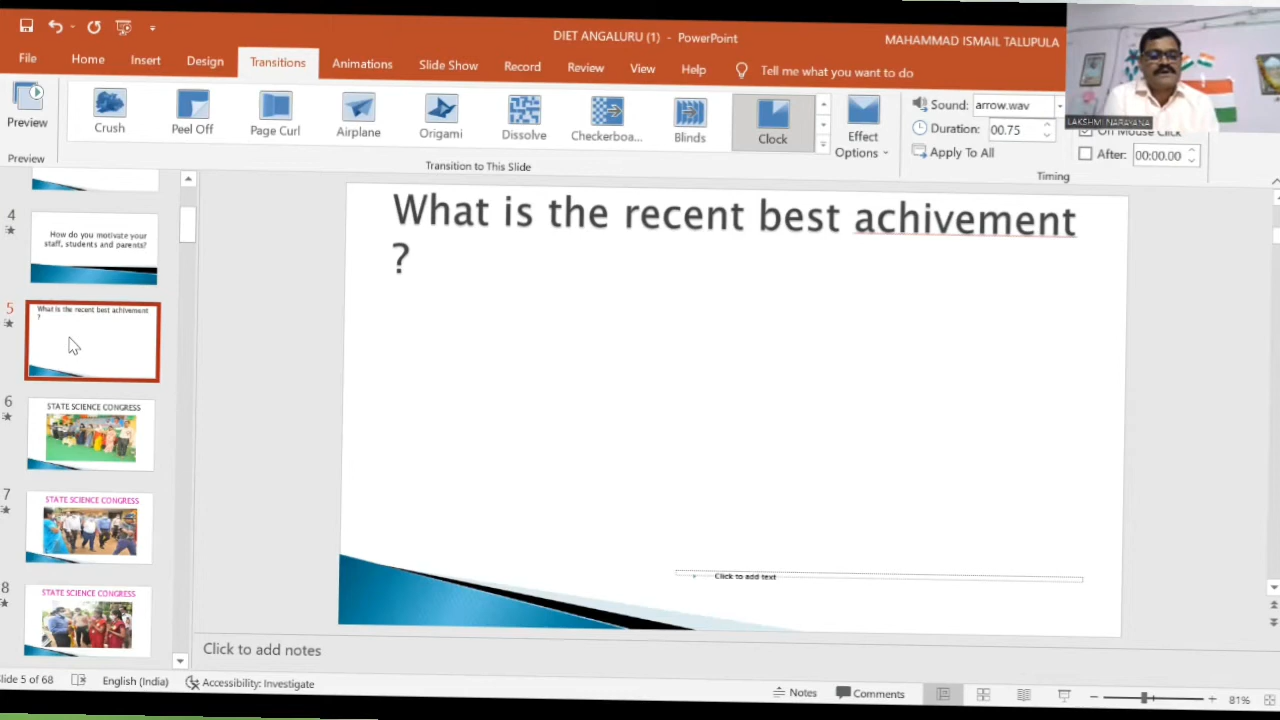 DIET ANGALURU (1) - PowerPoint
MAHAMMAD ISMAIL TALUPULA
File Home Insert Design Transitions Animations Slide Show Record Review View Help Tell me what you want to do
Preview
Crush Peel Off Page Curl Airplane Origami Dissolve Checkerboa... Blinds Clock
Effect
Options
Sound: arrow.wav
Duration: 00.75
Apply To All
On Mouse Click
After: 00:00.00
Preview
Transition to This Slide
Timing
LAKSHMI NARAYANA
4
How do you motivate your
staff, students and parents?
5
What is the recent best achivement
?
6
STATE SCIENCE CONGRESS
7
STATE SCIENCE CONGRESS
8
STATE SCIENCE CONGRESS
What is the recent best achivement
?
Click to add text
Click to add notes
Slide 5 of 68 English (India) Accessibility: Investigate Notes Comments 81%